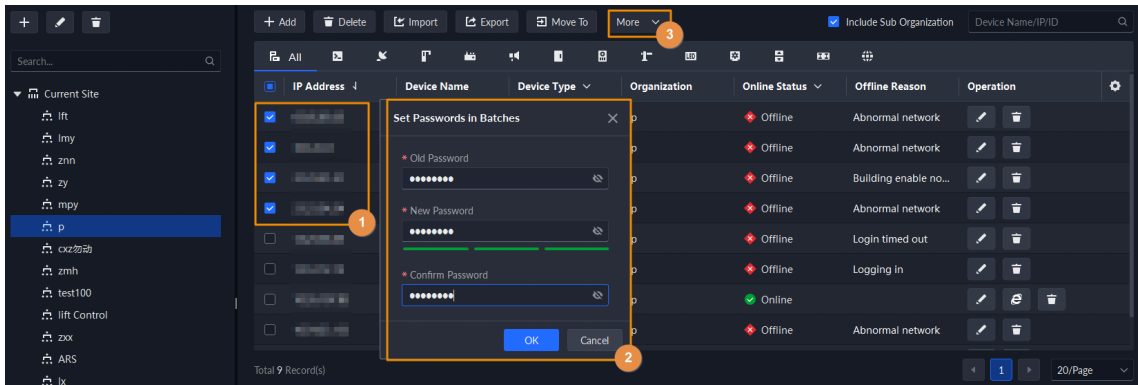 + Add
Delete
Import
Export
Move To
More
3
Include Sub Organization
Device Name/IP/ID
Search...
All
Current Site
lft
lmy
znn
zy
mpy
p
cxz勿动
zmh
test100
lift Control
zxx
ARS
lx
IP Address
Device Name
Device Type
Organization
Online Status
Offline Reason
Operation
p Offline Abnormal network
Offline Abnormal network
p Offline Building enable no...
p Offline Abnormal network
p Offline Login timed out
p Offline Logging in
p Online
p Offline Abnormal network
1
Set Passwords in Batches
* Old Password
* New Password
* Confirm Password
OK
Cancel
2
Total 9 Record(s)
1
20/Page